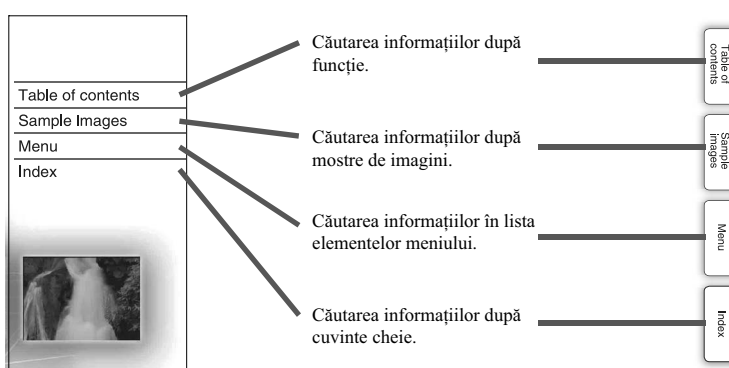 Table of contents
Sample Images
Menu
Index
Căutarea informațiilor după
funcție.
Căutarea informațiilor după
mostre de imagini.
Căutarea informațiilor în lista
elementelor meniului.
Căutarea informațiilor după
cuvinte cheie.
Table of
contents
Sample
images
Menu
Index